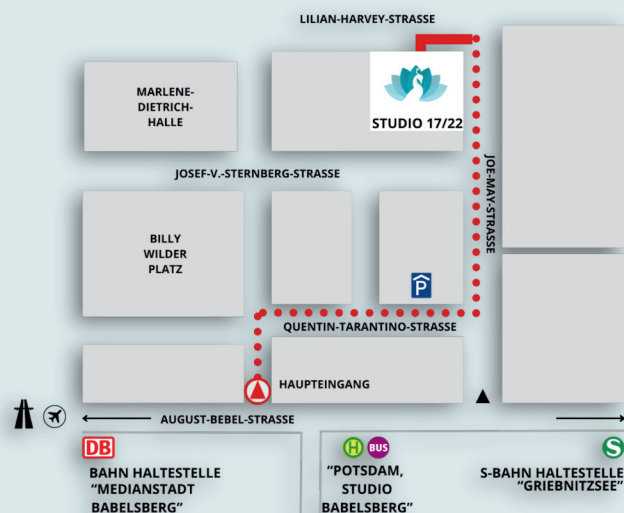 LILIAN-HARVEY-STRASSE
MARLENE-
DIETRICH-
HALLE
STUDIO 17/22
JOSEF-V.-STERNBERG-STRASSE
JOE-MAY-STRASSE
BILLY
WILDER
PLATZ
P
QUENTIN-TARANTINO-STRASSE
HAUPTEINGANG
AUGUST-BEBEL-STRASSE
DB
BAHN HALTESTELLE
“MEDIANSTADT
BABELSBERG”
H BUS
“POTSDAM,
STUDIO
BABELSBERG”
S
S-BAHN HALTESTELLE
“GRIEBNITZSEE”